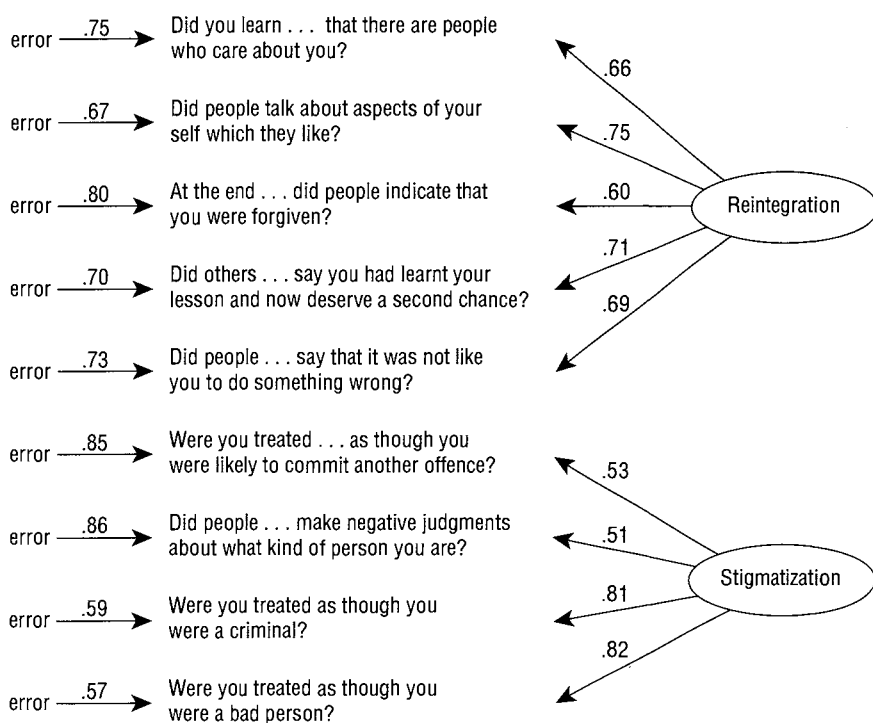 error .75 Did you learn . . . that there are people
who care about you?
.66
error .67 Did people talk about aspects of your
self which they like?
.75
error .80 At the end . . . did people indicate that
you were forgiven?
.60
Reintegration
error .70 Did others . . . say you had learnt your
lesson and now deserve a second chance?
.71
error .73 Did people . . . say that it was not like
you to do something wrong?
.69
error .85 Were you treated . . . as though you
were likely to commit another offence?
.53
error .86 Did people . . . make negative judgments
about what kind of person you are?
.51
Stigmatization
error .59 Were you treated as though you
were a criminal?
.81
error .57 Were you treated as though you
were a bad person?
.82